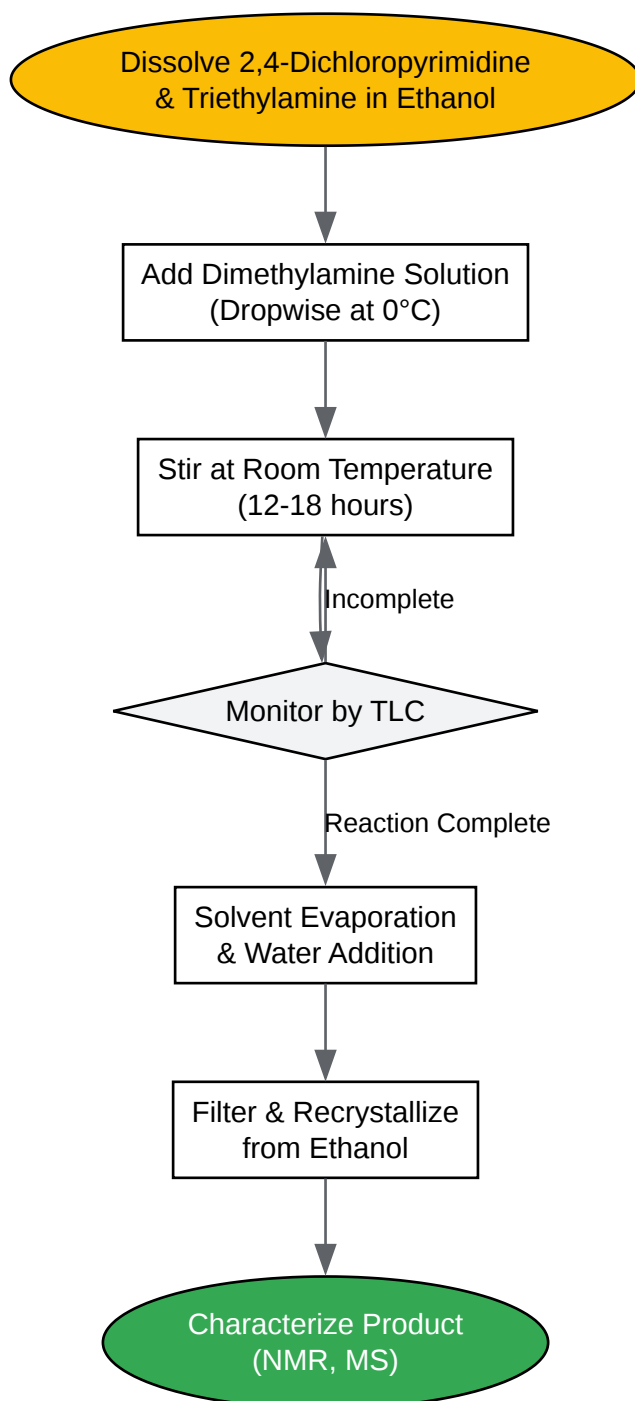 Dissolve 2,4-Dichloropyrimidine
& Triethylamine in Ethanol
Add Dimethylamine Solution
(Dropwise at 0°C)
Stir at Room Temperature
(12-18 hours)
Incomplete
Monitor by TLC
Reaction Complete
Solvent Evaporation
& Water Addition
Filter & Recrystallize
from Ethanol
Characterize Product
(NMR, MS)